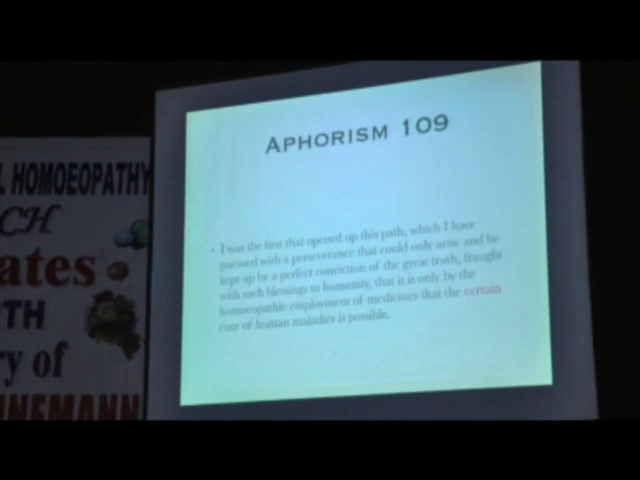 L HOMOEOPATHY
CH
ates
TH
ry of
NEMANN
APHORISM 109
• I was the first that opened up this path, which I have
pursued with a perseverance that could only arise and be
kept up by a perfect conviction of the great truth, fraught
with such blessings to humanity, that it is only by the
homoeopathic employment of medicines that the certain
cure of human maladies is possible.